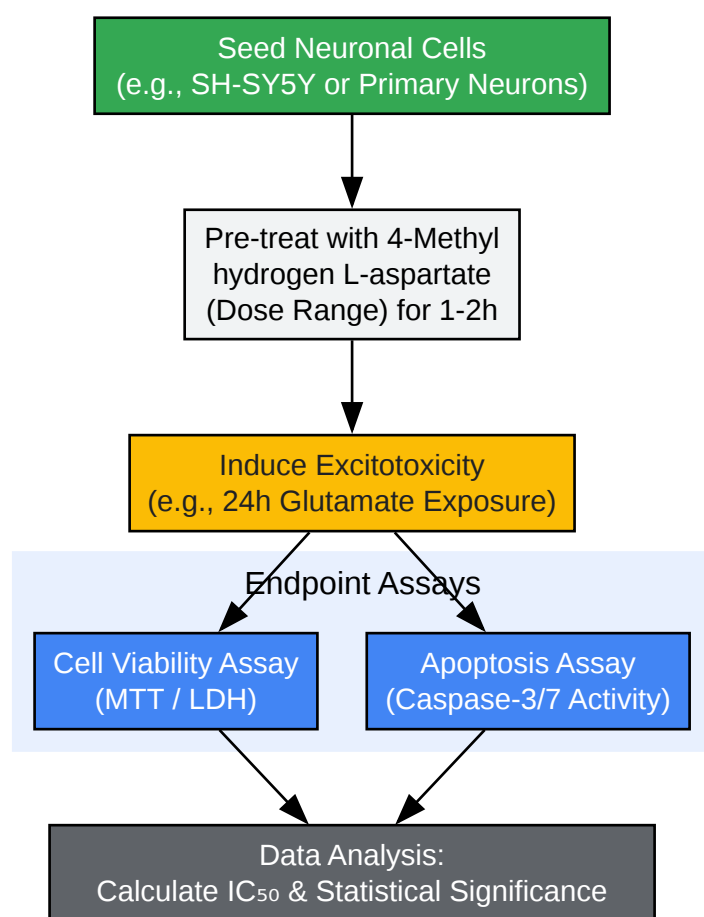 Seed Neuronal Cells
(e.g., SH-SY5Y or Primary Neurons)
Pre-treat with 4-Methyl
hydrogen L-aspartate
(Dose Range) for 1-2h
Induce Excitotoxicity
(e.g., 24h Glutamate Exposure)
Endpoint Assays
Cell Viability Assay
(MTT / LDH)
Apoptosis Assay
(Caspase-3/7 Activity)
Data Analysis:
Calculate IC₅₀ & Statistical Significance